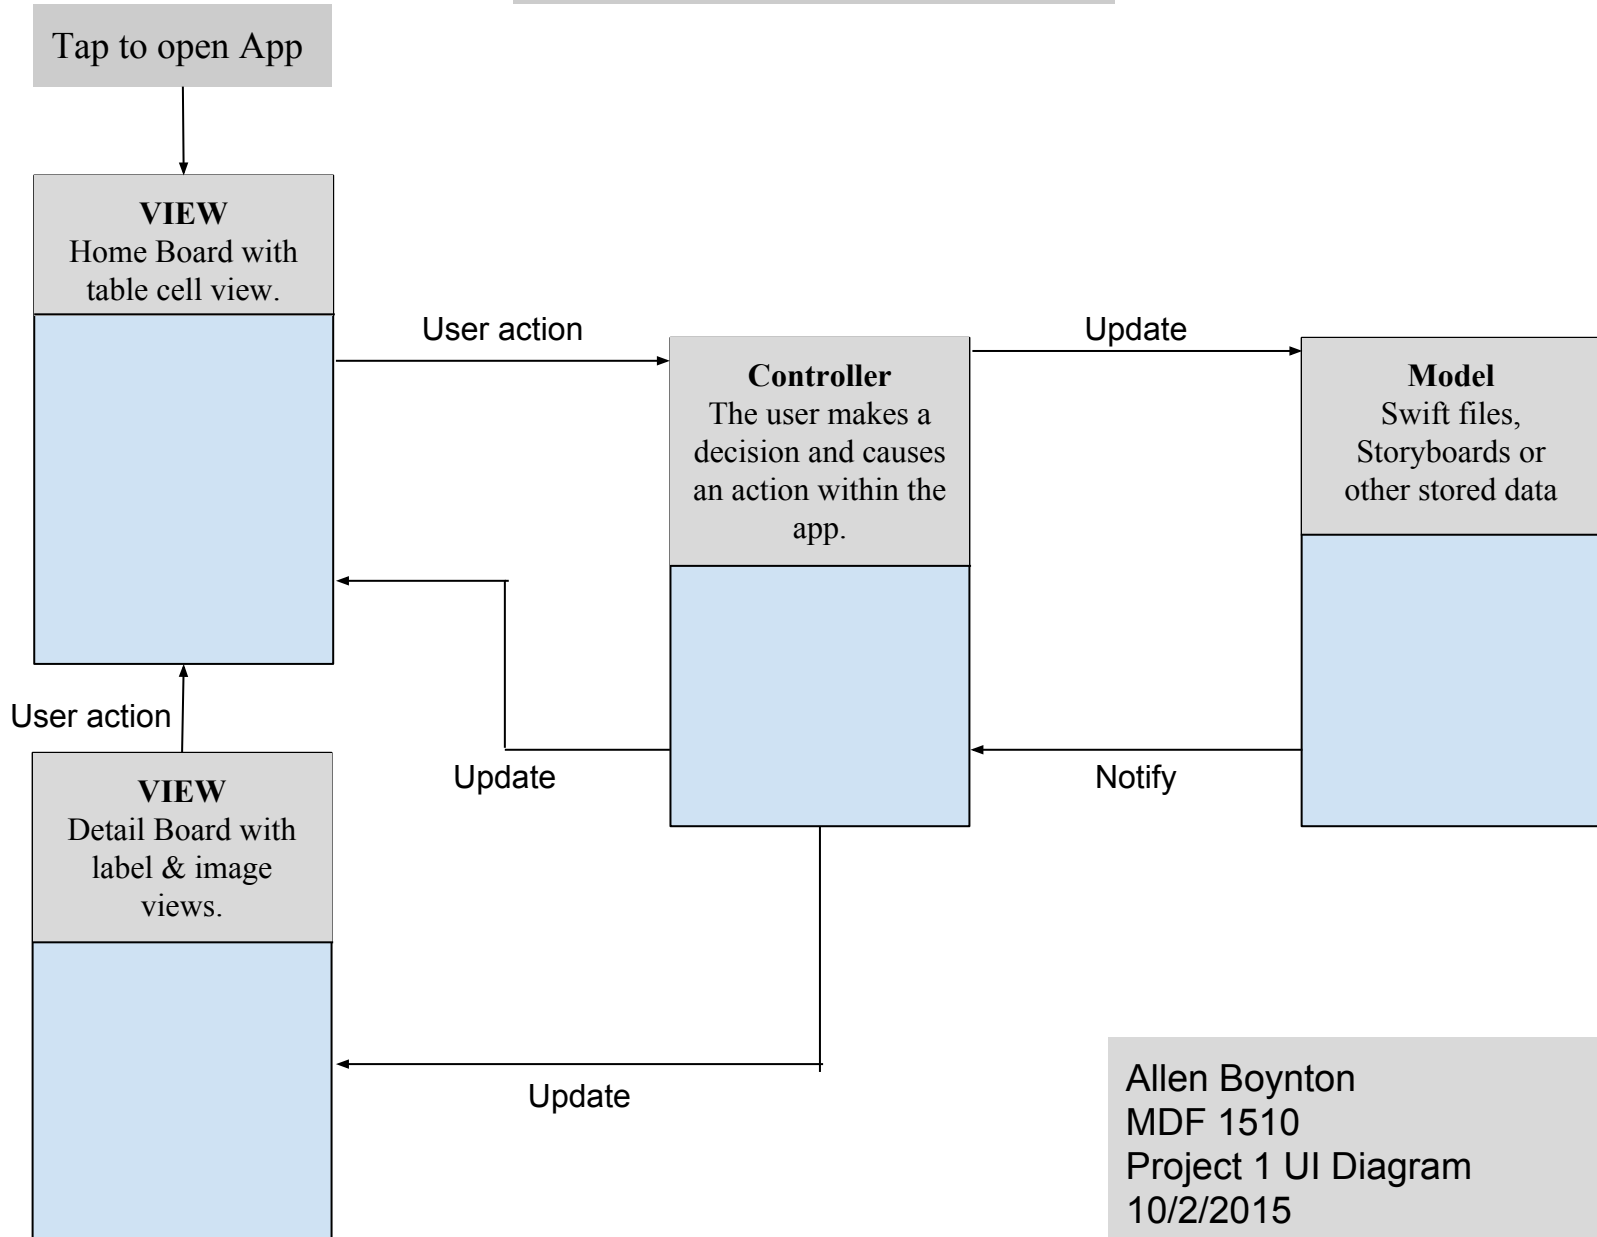 Tap to open App
VIEW
Home Board with
table cell view.
User action
Update
Controller
The user makes a
decision and causes
an action within the
app.
Model
Swift files,
Storyboards or
other stored data
User action
Update
Notify
VIEW
Detail Board with
label & image
views.
Update
Allen Boynton
MDF 1510
Project 1 UI Diagram
10/2/2015